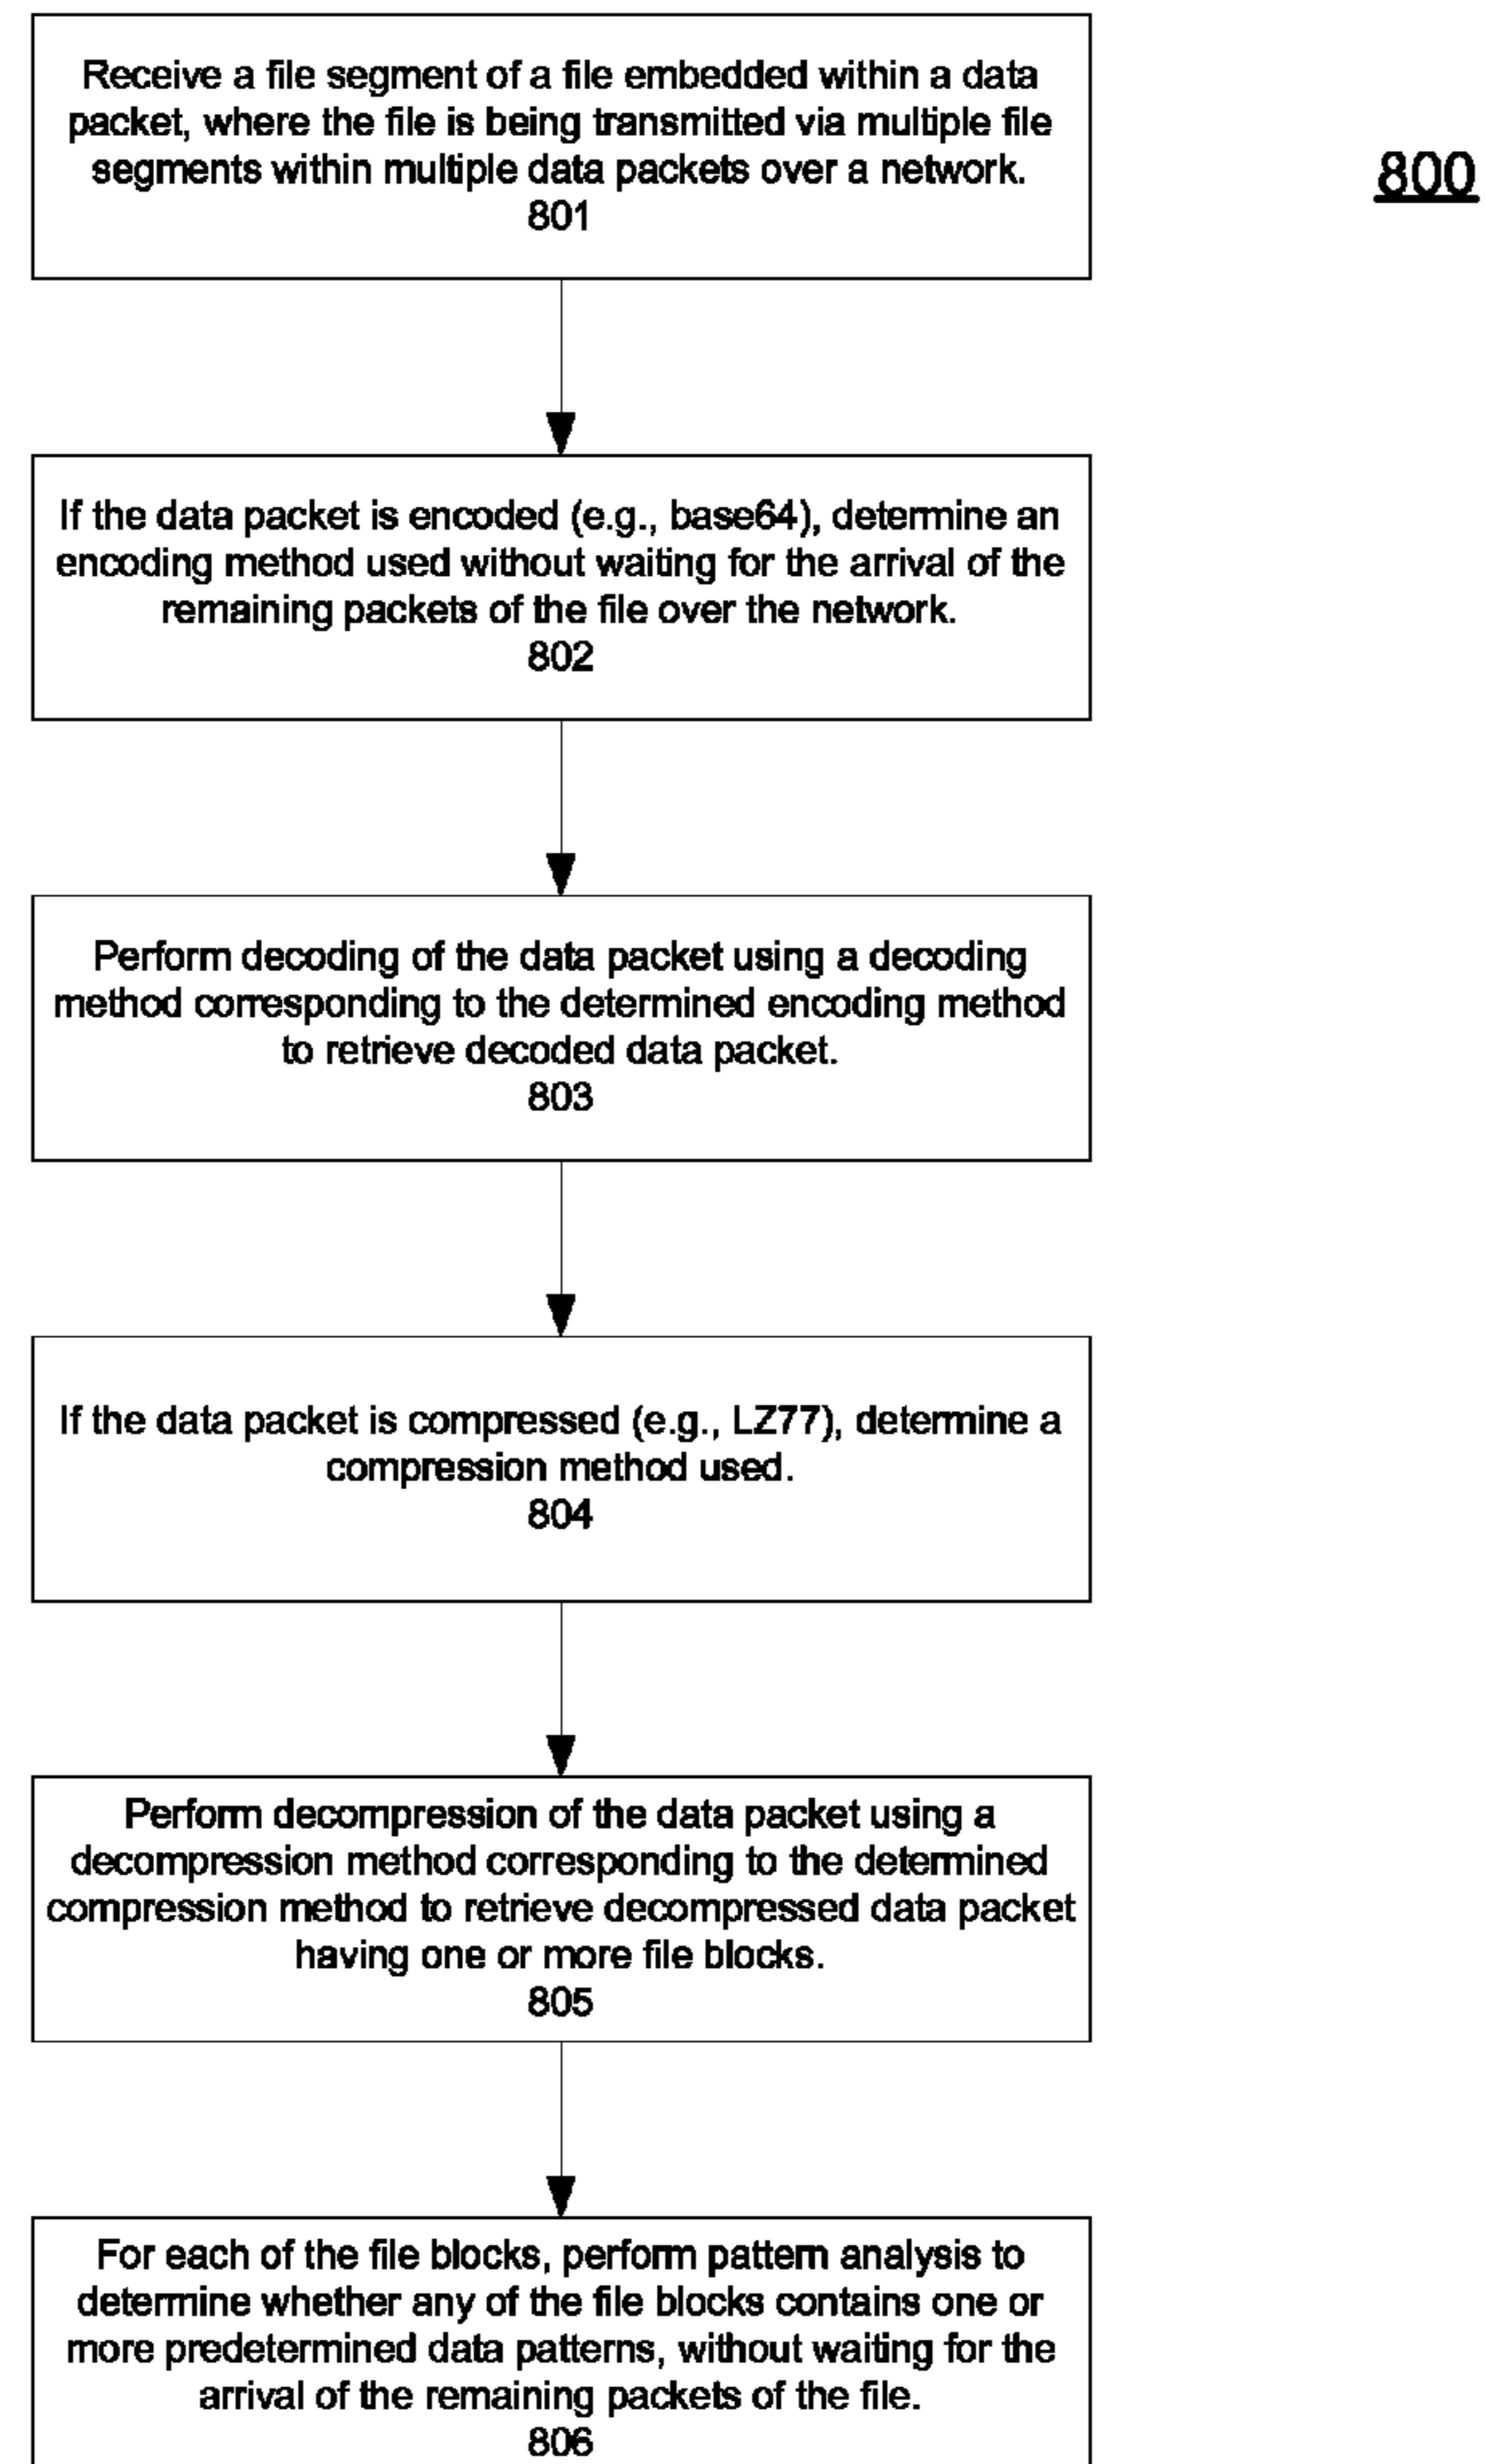 Receive a file segment of a file embedded within a data
packet, where the file is being transmitted via multiple file
segments within multiple data packets over a network.
801
800
If the data packet is encoded (e.g., base64), determine an
encoding method used without waiting for the arrival of the
remaining packets of the file over the network.
802
Perform decoding of the data packet using a decoding
method corresponding to the determined encoding method
to retrieve decoded data packet.
803
If the data packet is compressed (e.g., LZ77), determine a
compression method used.
804
Perform decompression of the data packet using a
decompression method corresponding to the determined
compression method to retrieve decompressed data packet
having one or more file blocks.
805
For each of the file blocks, perform pattern analysis to
determine whether any of the file blocks contains one or
more predetermined data patterns, without waiting for the
arrival of the remaining packets of the file.
806